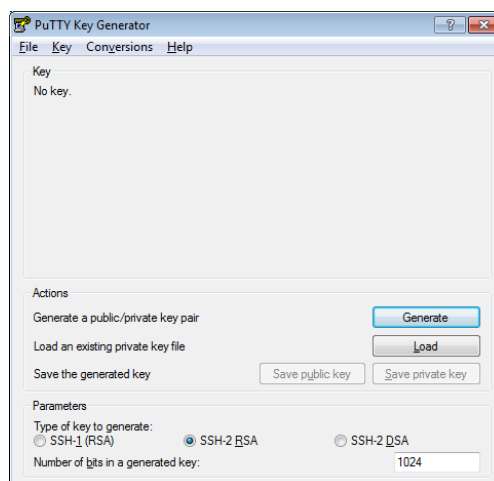 PuTTY Key Generator
File Key Conversions Help
Key
No key.
Actions
Generate a public/private key pair Generate
Load an existing private key file Load
Save the generated key Save public key Save private key
Parameters
Type of key to generate:
SSH-1 (RSA) SSH-2 RSA SSH-2 DSA
Number of bits in a generated key: 1024